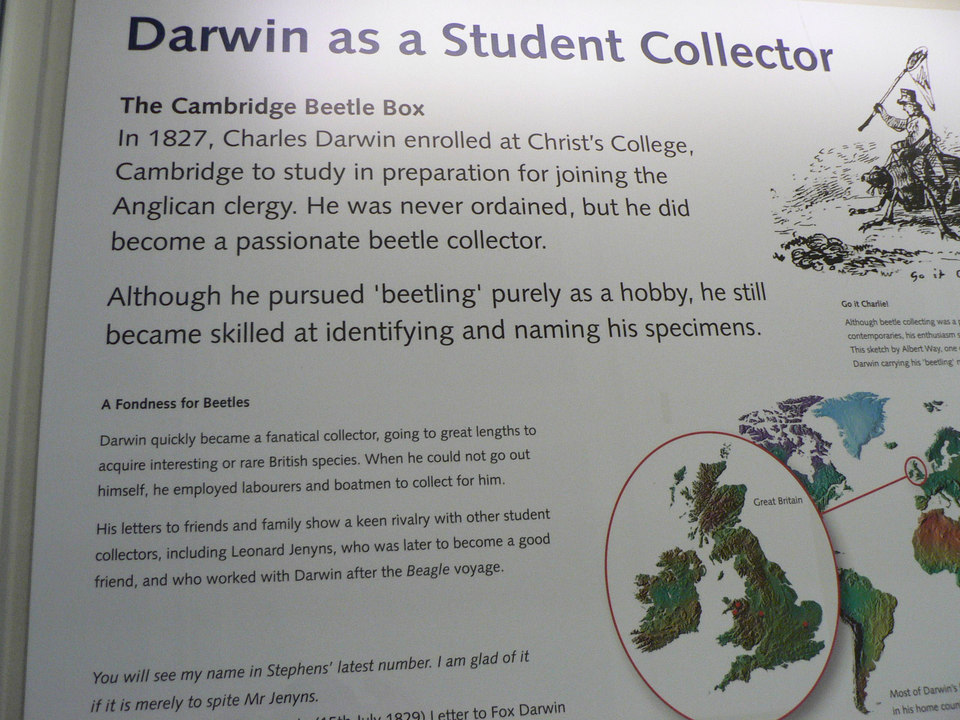 Darwin as a Student Collector
The Cambridge Beetle Box
In 1827, Charles Darwin enrolled at Christ's College,
Cambridge to study in preparation for joining the
Anglican clergy. He was never ordained, but he did
become a passionate beetle collector.
Although he pursued 'beetling' purely as a hobby, he still
became skilled at identifying and naming his specimens.
A Fondness for Beetles
Darwin quickly became a fanatical collector, going to great lengths to
acquire interesting or rare British species. When he could not go out
himself, he employed labourers and boatmen to collect for him.
His letters to friends and family show a keen rivalry with other student
collectors, including Leonard Jenyns, who was later to become a good
friend, and who worked with Darwin after the Beagle voyage.
You will see my name in Stephens' latest number. I am glad of it
if it is merely to spite Mr Jenyns.
(15th July 1829) Letter to Fox Darwin
go it
Go it Charlie!
Although beetle collecting was a
contemporaries, his enthusiasm
This sketch by Albert Way, one
Darwin carrying his 'beetling'
Great Britain
Most of Darwin's
in his home